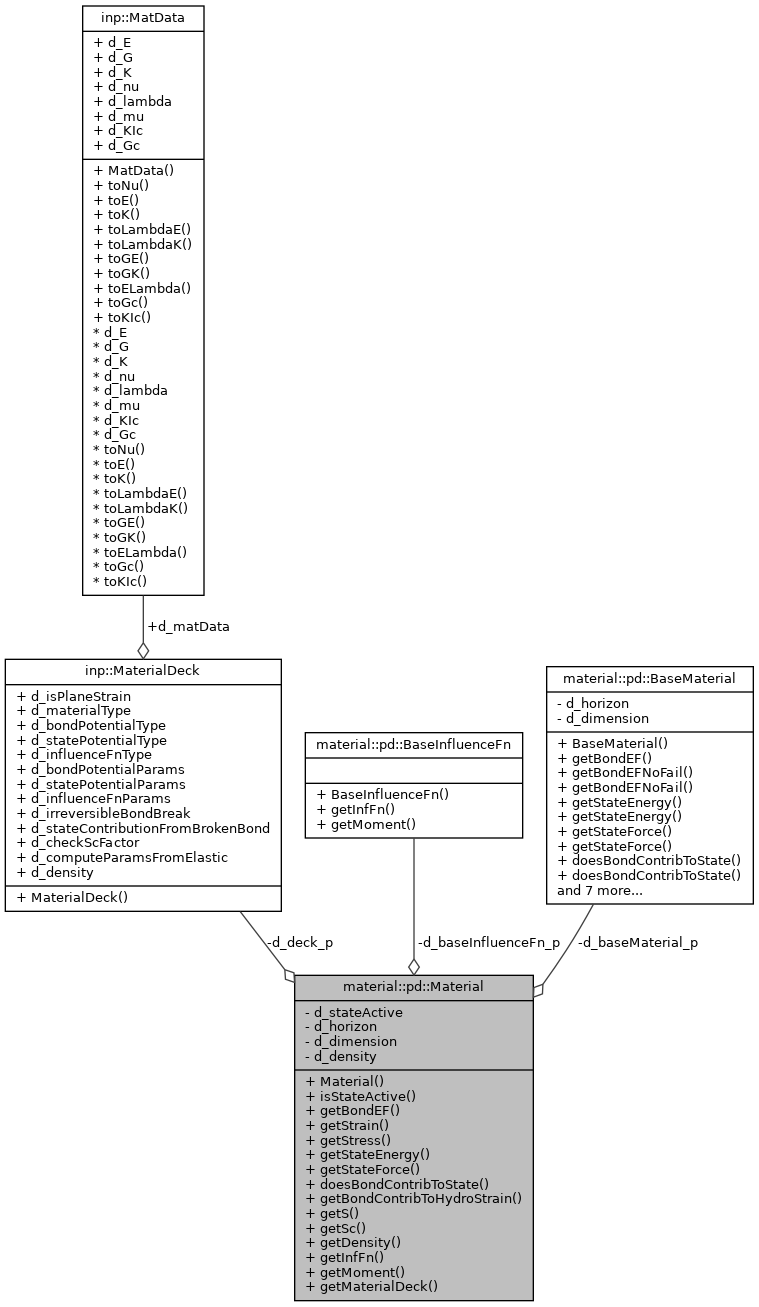 inp::MatData
+ d_E
+ d_G
+ d_K
+ d_nu
+ d_lambda
+ d_mu
+ d_KIc
+ d_Gc
+ MatData()
+ toNu()
+ toE()
+ toK()
+ toLambdaE()
+ toLambdaK()
+ toGE()
+ toGK()
+ toELambda()
+ toGc()
+ toKIc()
* d_E
* d_G
* d_K
* d_nu
* d_lambda
* d_mu
* d_KIc
* d_Gc
* toNu()
* toE()
* toK()
* toLambdaE()
* toLambdaK()
* toGE()
* toGK()
* toELambda()
* toGc()
* toKIc()
+d_matData
inp::MaterialDeck
+ d_isPlaneStrain
+ d_materialType
+ d_bondPotentialType
+ d_statePotentialType
+ d_influenceFnType
+ d_bondPotentialParams
+ d_statePotentialParams
+ d_influenceFnParams
+ d_irreversibleBondBreak
+ d_stateContributionFromBrokenBond
+ d_checkScFactor
+ d_computeParamsFromElastic
+ d_density
+ MaterialDeck()
material::pd::BaseInfluenceFn
+ BaseInfluenceFn()
+ getInfFn()
+ getMoment()
material::pd::BaseMaterial
- d_horizon
- d_dimension
+ BaseMaterial()
+ getBondEF()
+ getBondEFNoFail()
+ getBondEFNoFail()
+ getStateEnergy()
+ getStateEnergy()
+ getStateForce()
+ getStateForce()
+ doesBondContribToState()
+ doesBondContribToState()
and 7 more...
-d_deck_p
-d_baseInfluenceFn_p
-d_baseMaterial_p
material::pd::Material
- d_stateActive
- d_horizon
- d_dimension
- d_density
+ Material()
+ isStateActive()
+ getBondEF()
+ getStrain()
+ getStress()
+ getStateEnergy()
+ getStateForce()
+ doesBondContribToState()
+ getBondContribToHydroStrain()
+ getS()
+ getSc()
+ getDensity()
+ getInfFn()
+ getMoment()
+ getMaterialDeck()